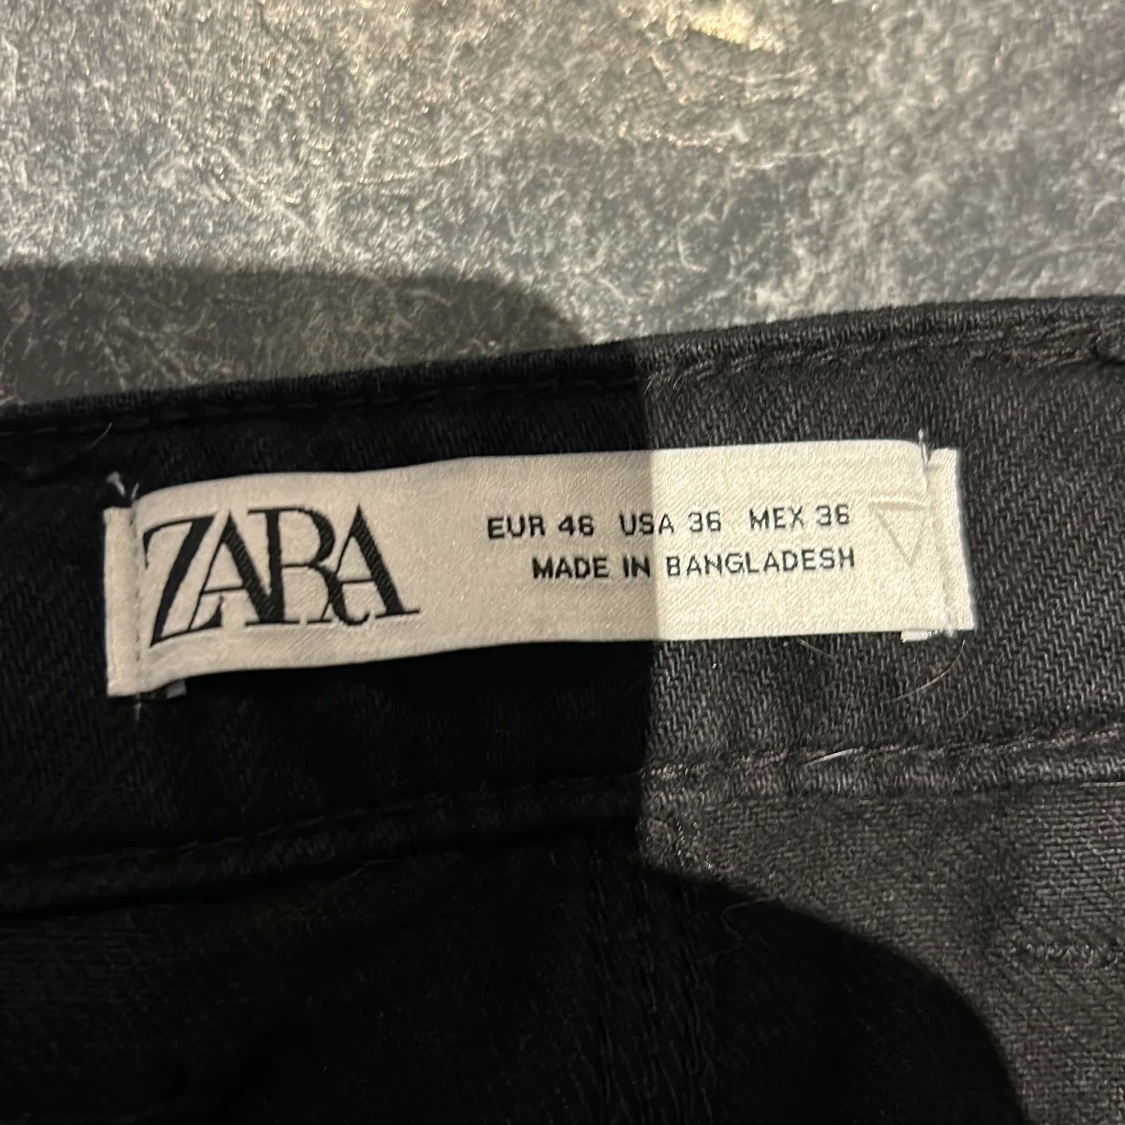 ZARA
EUR 46 USA 36 MEX 36
MADE IN BANGLADESH